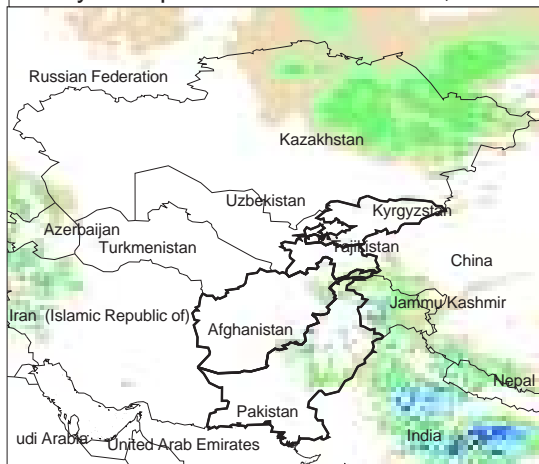 Russian Federation
Kazakhstan
Uzbekistan
Kyrgyzstan
Azerbaijan
Turkmenistan
Tajikistan
China
Jammu/Kashmir
Iran (Islamic Republic of)
Afghanistan
Nepal
Pakistan
India
udi Arabia
United Arab Emirates